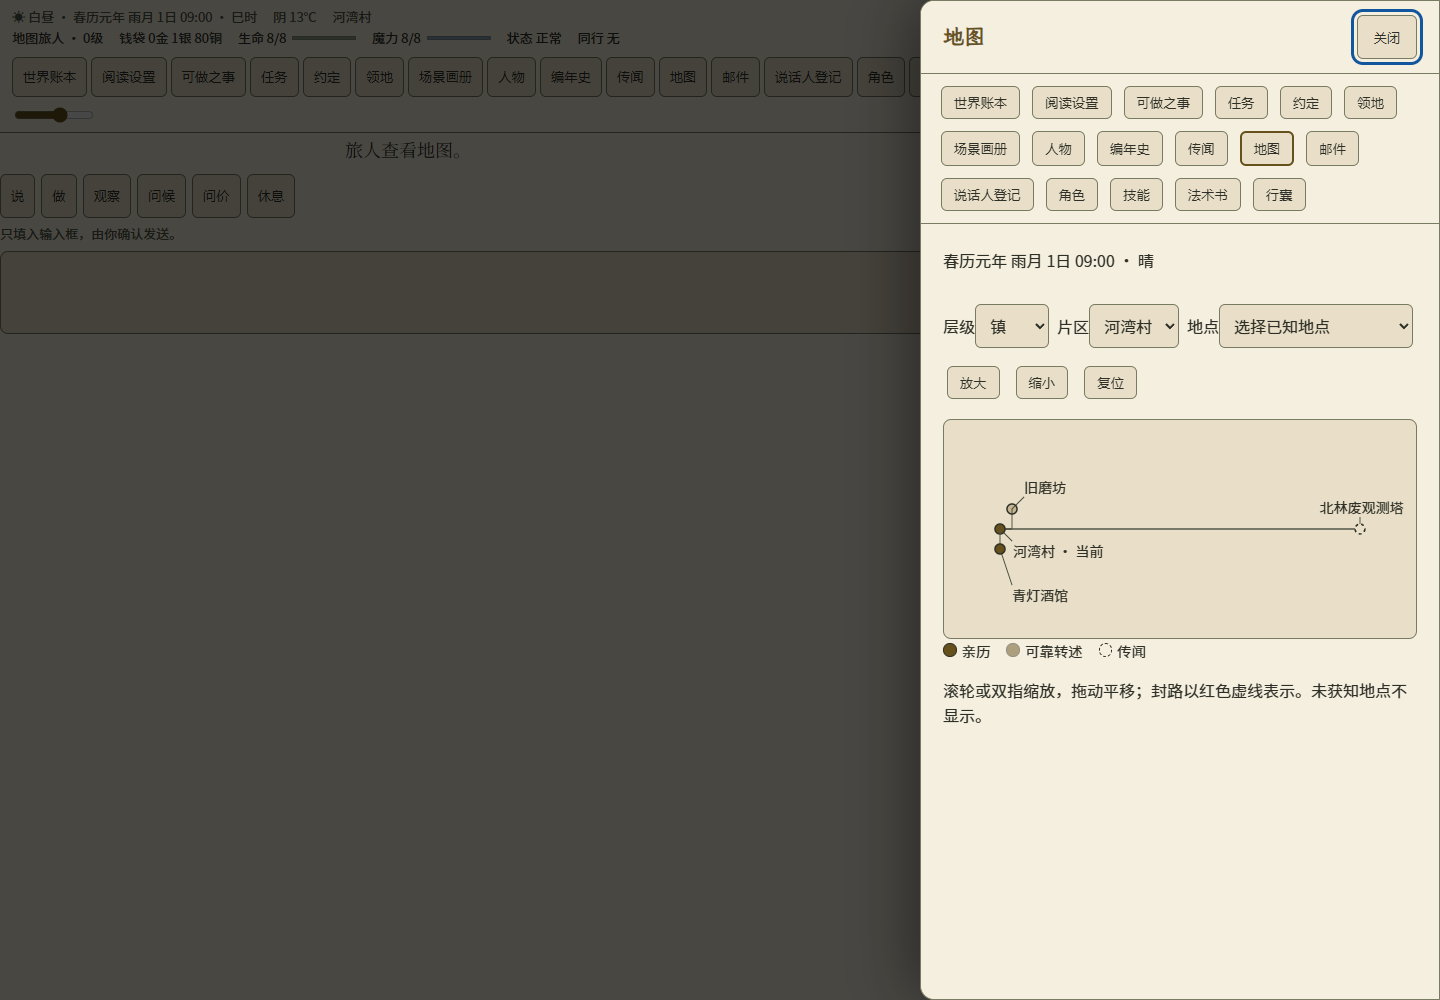 ☀ 白昼 · 春历元年 雨月 1日 09:00 · 巳时 阴 13℃ 河湾村
地图旅人 · 0级 钱袋 0金 1银 80铜 生命 8/8 魔力 8/8 状态 正常 同行 无
世界账本 阅读设置 可做之事 任务 约定 领地 场景画册 人物 编年史 传闻 地图 邮件 说话人登记 角色
旅人查看地图。
说 做 观察 问候 问价 休息
只填入输入框，由你确认发送。
地图 关闭
世界账本 阅读设置 可做之事 任务 约定 领地
场景画册 人物 编年史 传闻 地图 邮件
说话人登记 角色 技能 法术书 行囊
春历元年 雨月 1日 09:00 · 晴
层级 镇 片区 河湾村 地点 选择已知地点
放大 缩小 复位
旧磨坊
北林废观测塔
河湾村 · 当前
青灯酒馆
亲历 可靠转述 传闻
滚轮或双指缩放，拖动平移；封路以红色虚线表示。未获知地点不
显示。